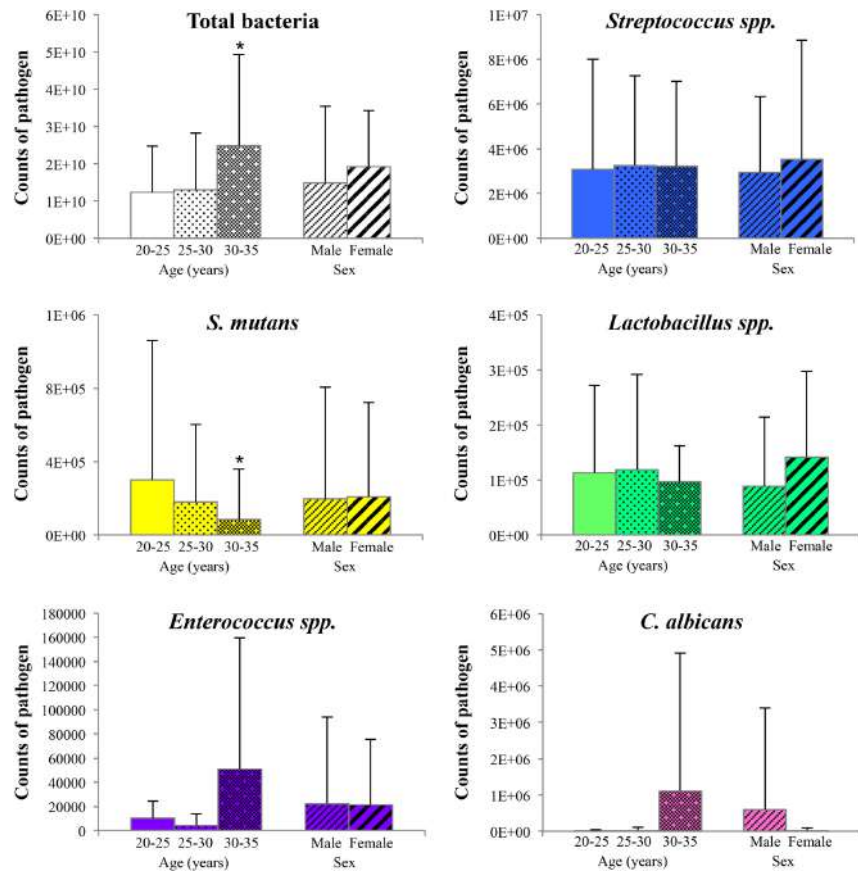 Total bacteria
Counts of pathogen
6E+10
5E+10
4E+10
3E+10
2E+10
1E+10
0E+00
*
20-25 25-30 30-35 Male Female
Age (years) Sex
Streptococcus spp.
Counts of pathogen
1E+07
8E+06
6E+06
4E+06
2E+06
0E+00
20-25 25-30 30-35 Male Female
Age (years) Sex
S. mutans
Counts of pathogen
1E+06
8E+05
4E+05
0E+00
*
20-25 25-30 30-35 Male Female
Age (years) Sex
Lactobacillus spp.
Counts of pathogen
4E+05
3E+05
2E+05
1E+05
0E+00
20-25 25-30 30-35 Male Female
Age (years) Sex
Enterococcus spp.
Counts of pathogen
180000
160000
140000
120000
100000
80000
60000
40000
20000
0
20-25 25-30 30-35 Male Female
Age (years) Sex
C. albicans
Counts of pathogen
6E+06
5E+06
4E+06
3E+06
2E+06
1E+06
0E+00
20-25 25-30 30-35 Male Female
Age (years) Sex